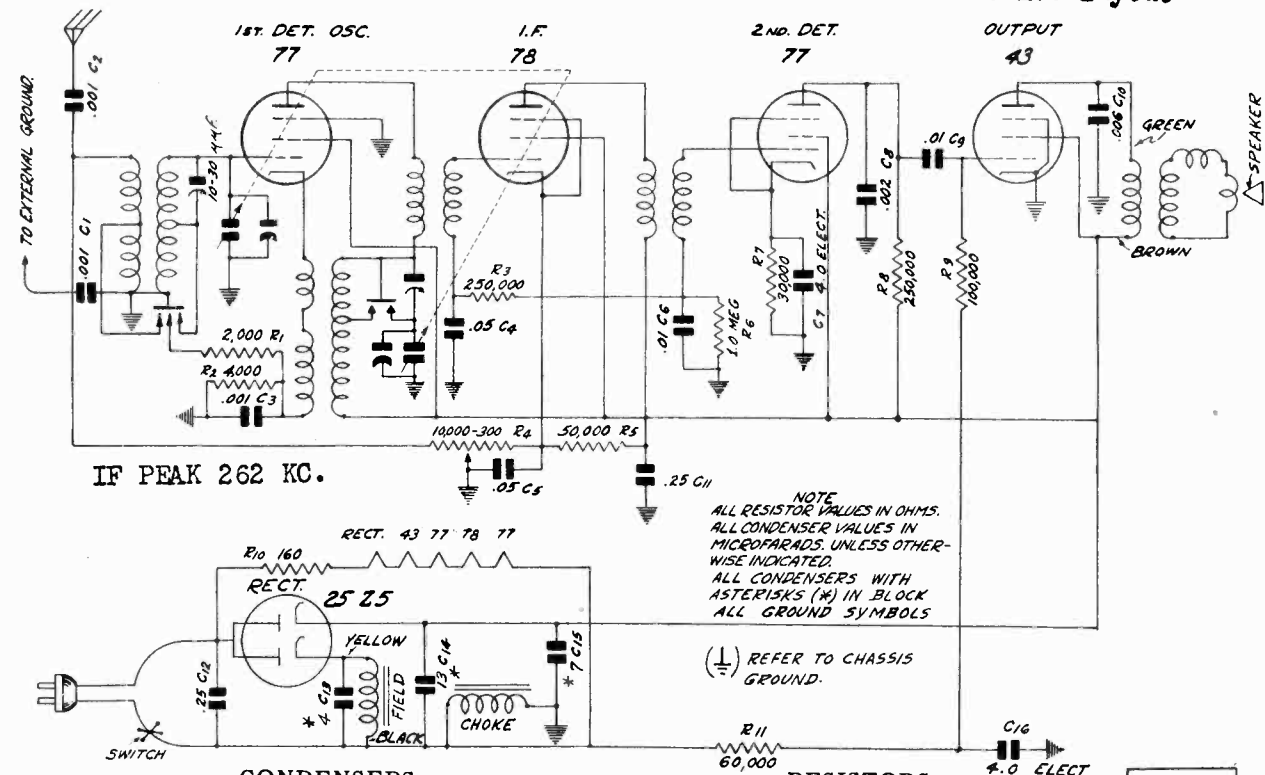 1ST. DET. OSC.
77
I.F.
78
2 ND. DET.
77
OUTPUT
43
.001 C2
TO EXTERNAL GROUND.
.001 C1
10-30 MMF.
2,000 R1
R2 4,000
.001 C3
R3
250,000
.05 C4
10,000-300 R4
.05 C5
50,000 R5
.25 C11
.01 C6
1.0 MEG
R6
R7
30,000
C7 4.0 ELECT.
.002 C8
R8
250,000
.01 C9
R9
100,000
.006 C10
GREEN
BROWN
SPEAKER
IF PEAK 262 KC.
NOTE
ALL RESISTOR VALUES IN OHMS.
ALL CONDENSER VALUES IN
MICROFARADS. UNLESS OTHER-
WISE INDICATED.
ALL CONDENSERS WITH
ASTERISKS (*) IN BLOCK
ALL GROUND SYMBOLS
REFER TO CHASSIS
GROUND.
RECT. 43 77 78 77
R10 160
RECT.
25 Z5
YELLOW
.25 C12
* 4 C13
FIELD
BLACK
13 C14
*
CHOKE
* 7 C15
SWITCH
R11
60,000
C16
4.0 ELECT
CONDENSERS
RESISTORS